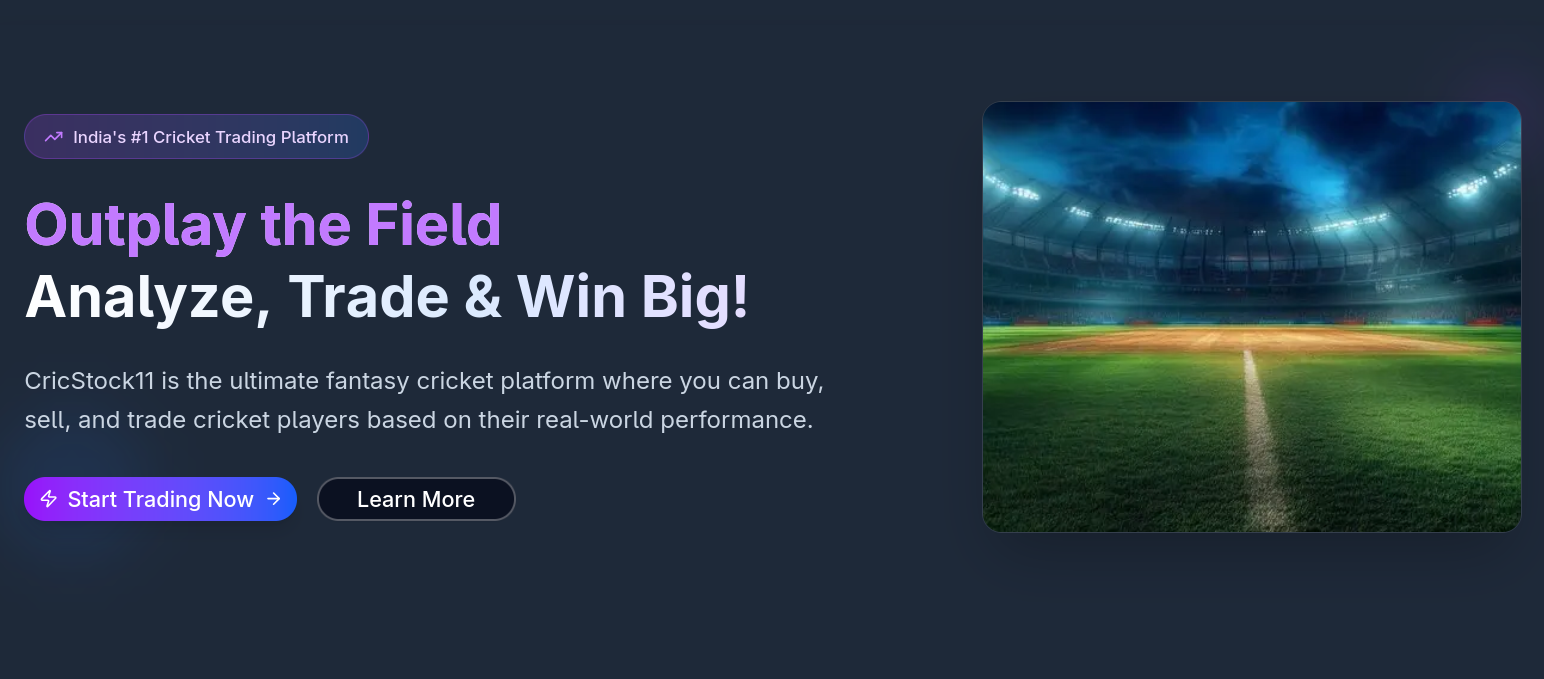 India's #1 Cricket Trading Platform
Outplay the Field
Analyze, Trade & Win Big!
CricStock11 is the ultimate fantasy cricket platform where you can buy,
sell, and trade cricket players based on their real-world performance.
Start Trading Now
Learn More